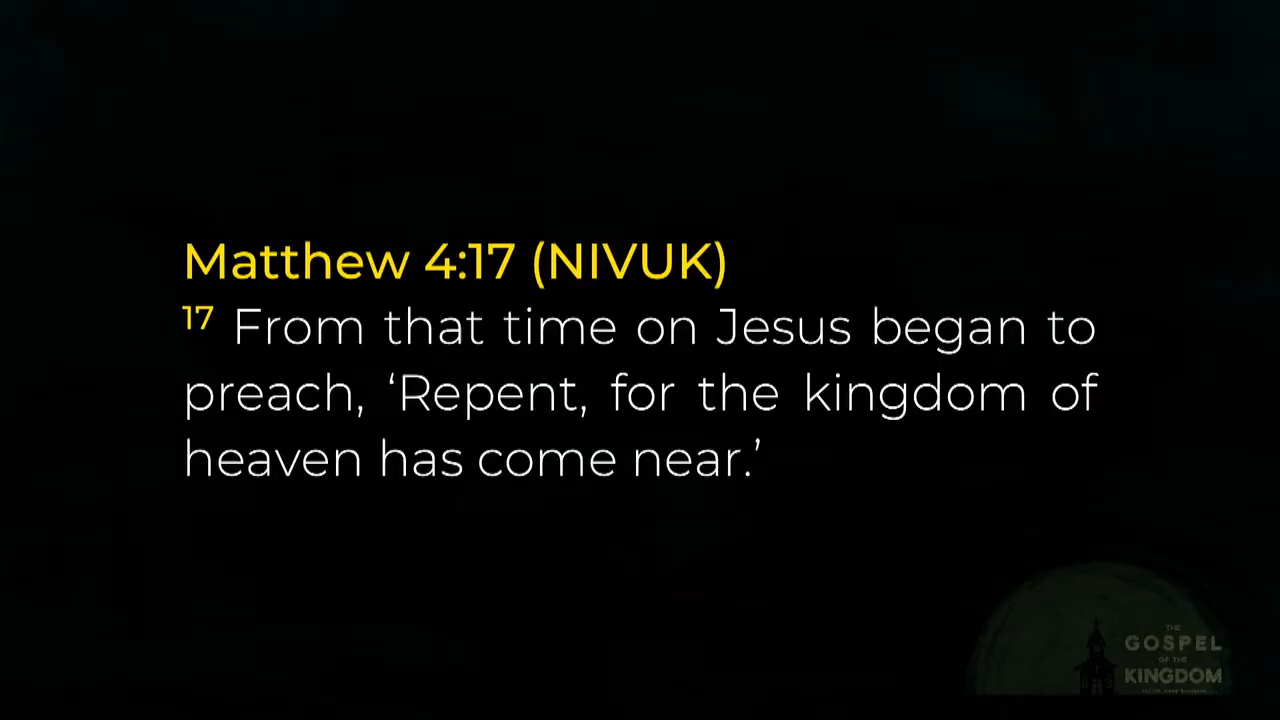 Matthew 4:17 (NIVUK)
17 From that time on Jesus began to
preach, ‘Repent, for the kingdom of
heaven has come near.’
THE
GOSPEL
OF THE
KINGDOM